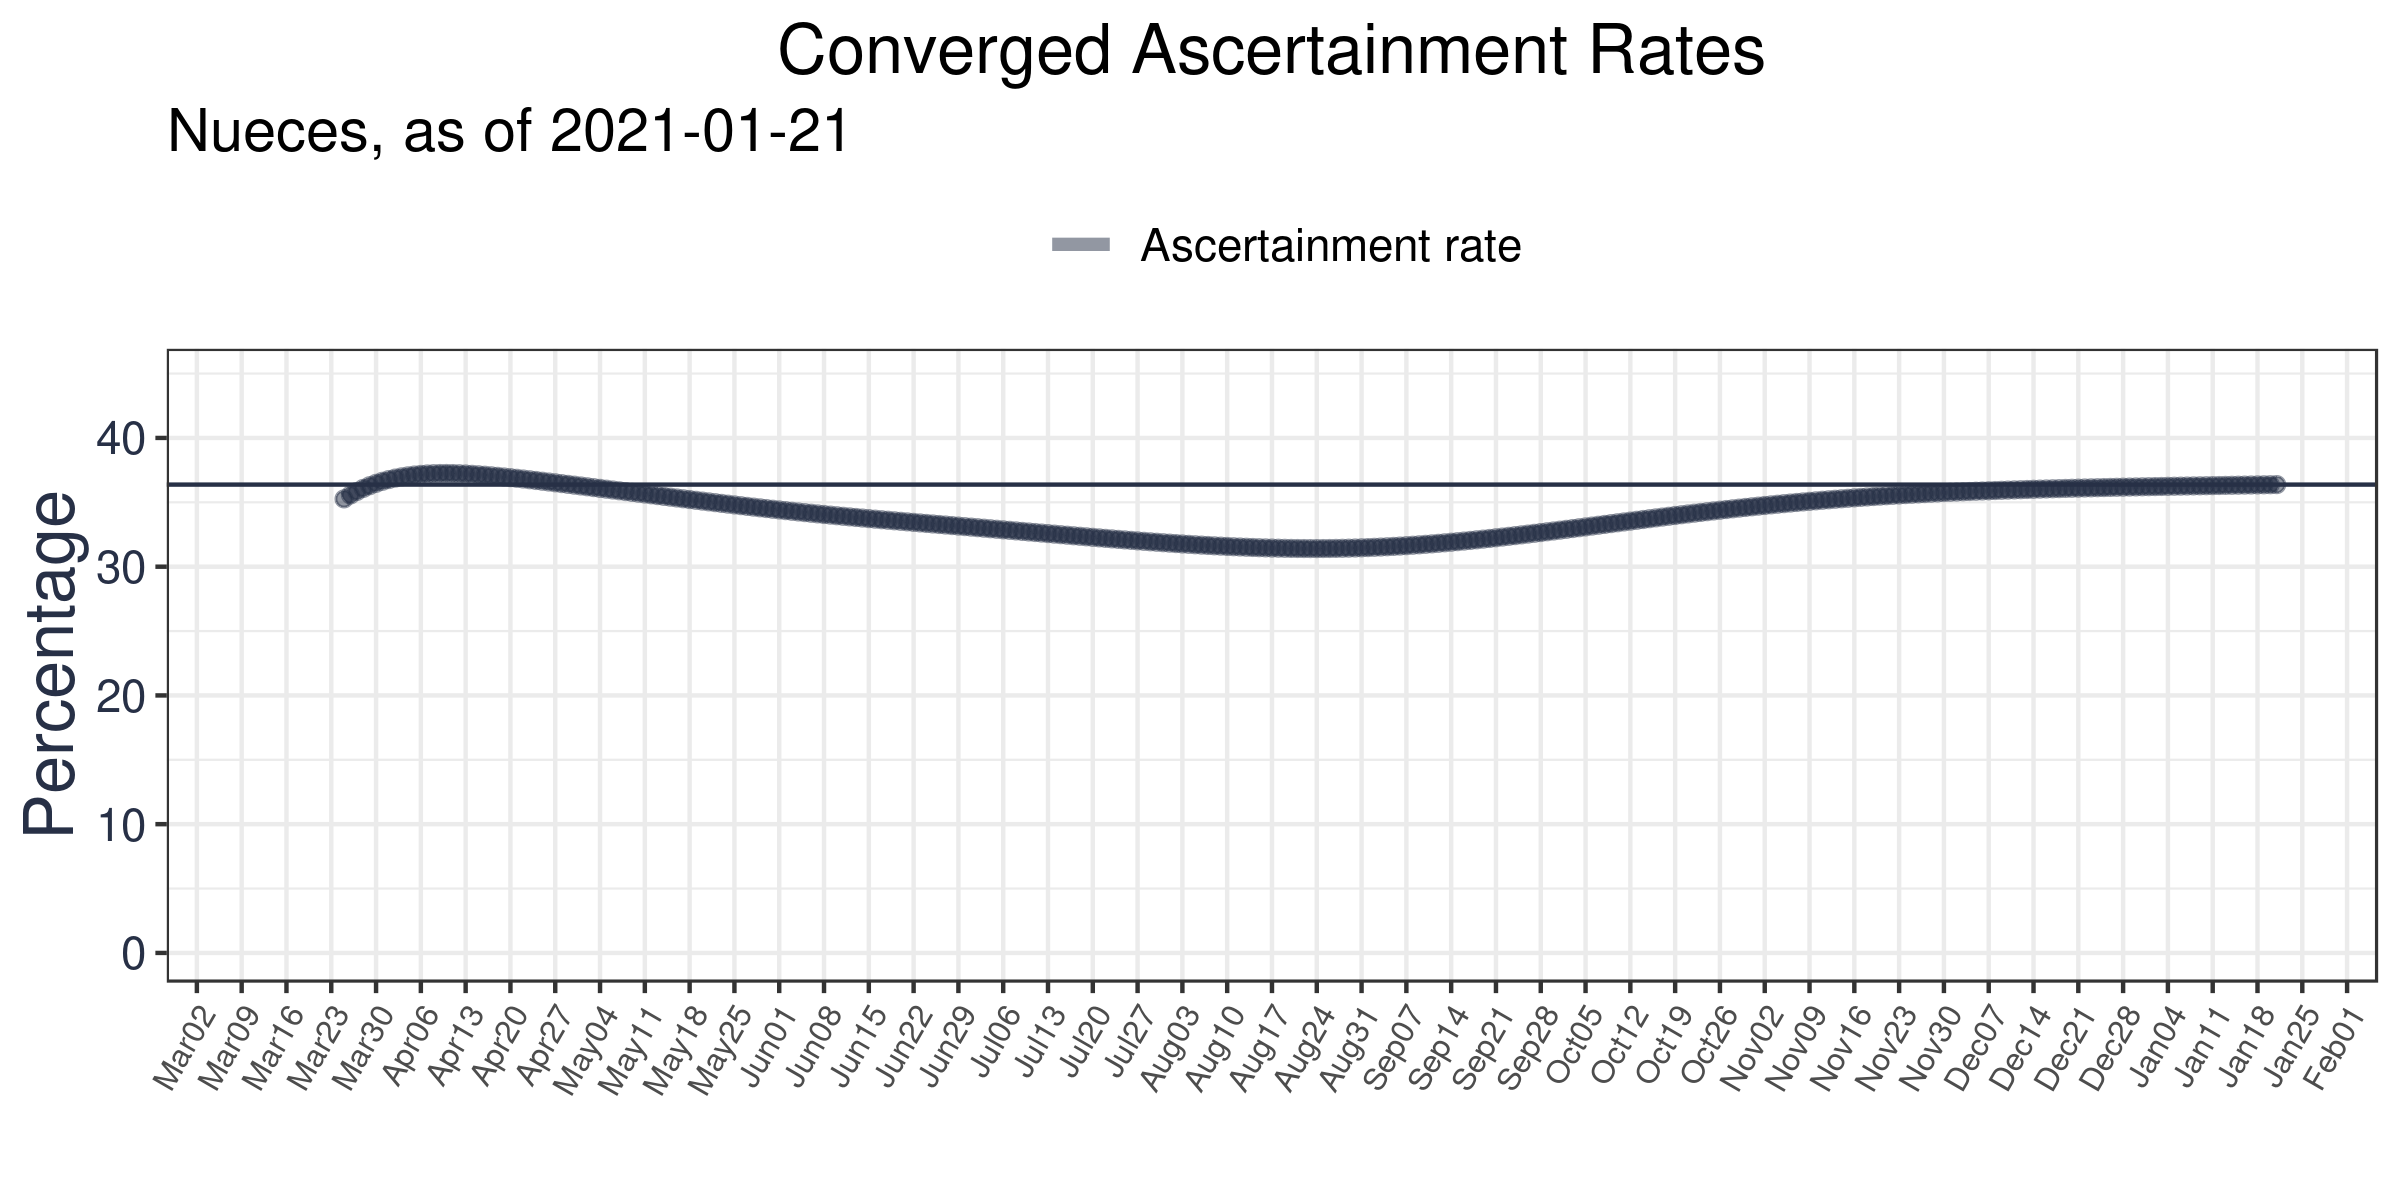 Converged Ascertainment Rates
Nueces, as of 2021-01-21
Ascertainment rate
Percentage
40
30
20
10
0
Mar02
Mar09
Mar16
Mar23
Mar30
Apr06
Apr13
Apr20
Apr27
May04
May11
May18
May25
Jun01
Jun08
Jun15
Jun22
Jun29
Jul06
Jul13
Jul20
Jul27
Aug03
Aug10
Aug17
Aug24
Aug31
Sep07
Sep14
Sep21
Sep28
Oct05
Oct12
Oct19
Oct26
Nov02
Nov09
Nov16
Nov23
Nov30
Dec07
Dec14
Dec21
Dec28
Jan04
Jan11
Jan18
Jan25
Feb01